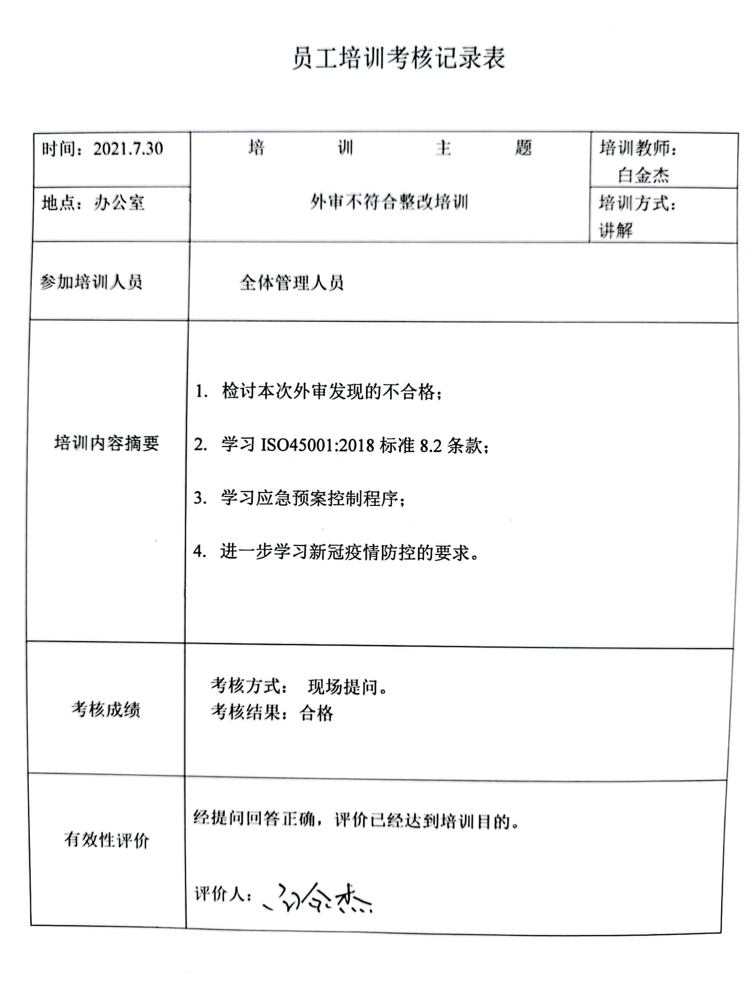 员工培训考核记录表
时间：2021.7.30
培 训 主 题
培训教师：
白金杰
地点：办公室
外审不符合整改培训
培训方式：
讲解
参加培训人员
全体管理人员
培训内容摘要
1. 检讨本次外审发现的不合格；
2. 学习 ISO45001:2018 标准 8.2 条款；
3. 学习应急预案控制程序；
4. 进一步学习新冠疫情防控的要求。
考核成绩
考核方式： 现场提问。
考核结果：合格
有效性评价
经提问回答正确，评价已经达到培训目的。
评价人：白金杰